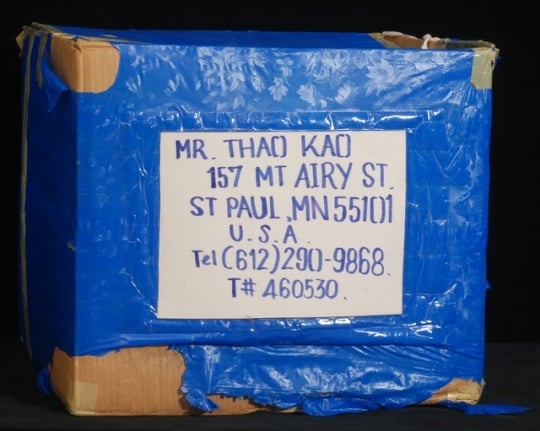 MR. THAO KAO
157 MT AIRY ST.
ST PAUL, MN 55101
U.S.A.
Tel (612) 290-9868.
T# 460530.